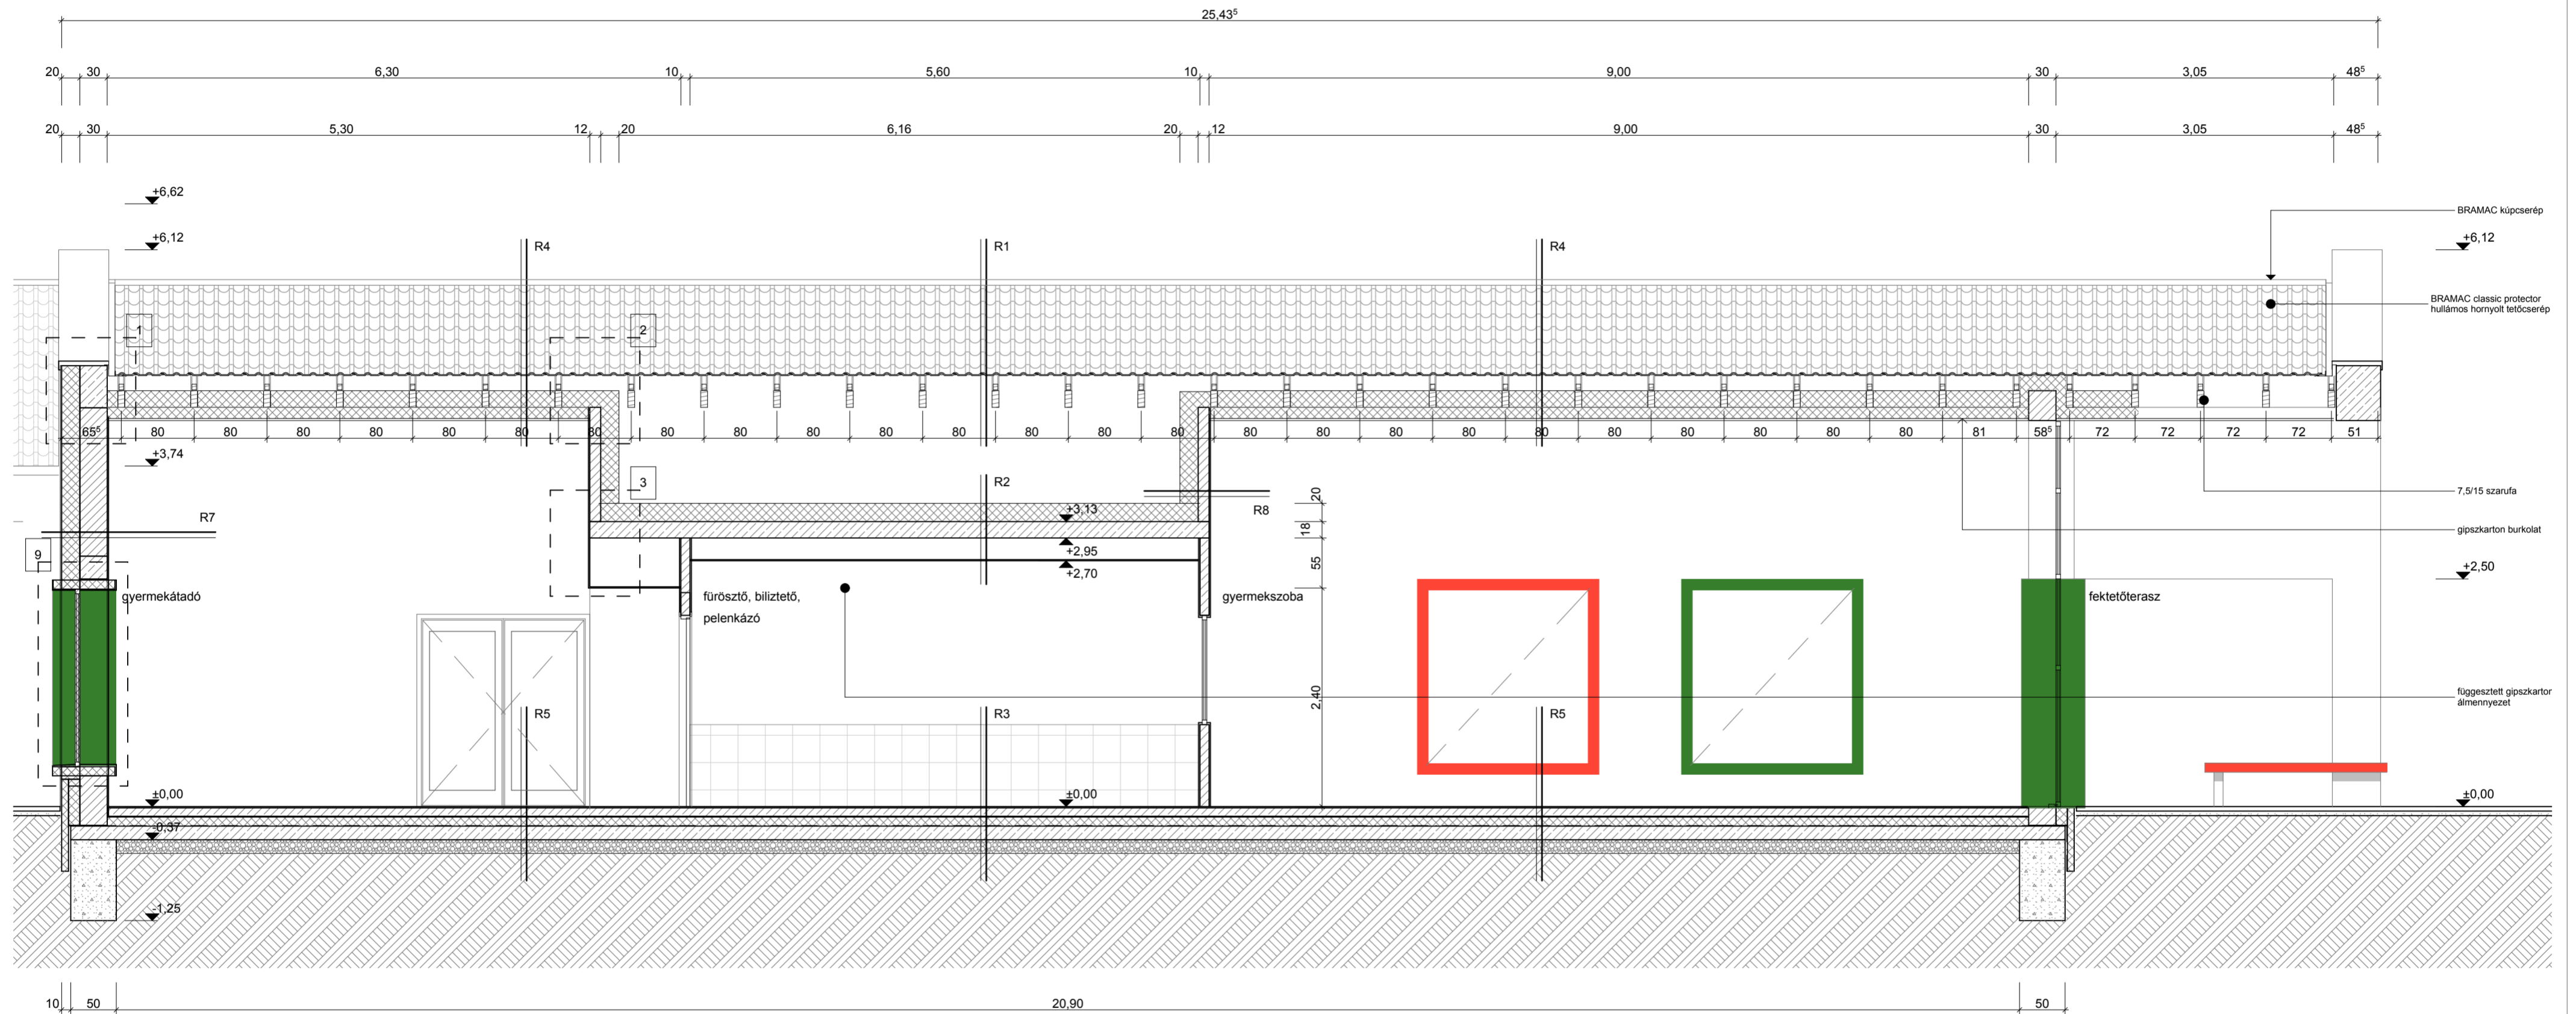 25,43⁵
20 30 6,30 10 5,60 10 9,00 30 3,05 48⁵
20 30 5,30 12 20 6,16 20 12 9,00 30 3,05 48⁵
+6,62
+6,12
R4
R1
R4
BRAMAC kúpcserép
+6,12
BRAMAC classic protector
hullámos hornyolt tetőcserép
1
2
65⁵ 80 80 80 80 80 80 80 80 80 80 80 80 80 80 80 80 80 80 80 80 80 80 80 80 80 81 58⁵ 72 72 72 72 51
+3,74
3
R2
7,5/15 szarufa
20
+3,13
R7
R8
18
gipszkarton burkolat
9
+2,95
55
+2,70
+2,50
gyermekátadó
fürösztő, biliztető,
pelenkázó
gyermekszoba
fektetőterasz
2,40
függesztett gipszkarton
álmennyezet
R5
R3
R5
±0,00
±0,00
±0,00
-0,37
-1,25
10 50 20,90 50